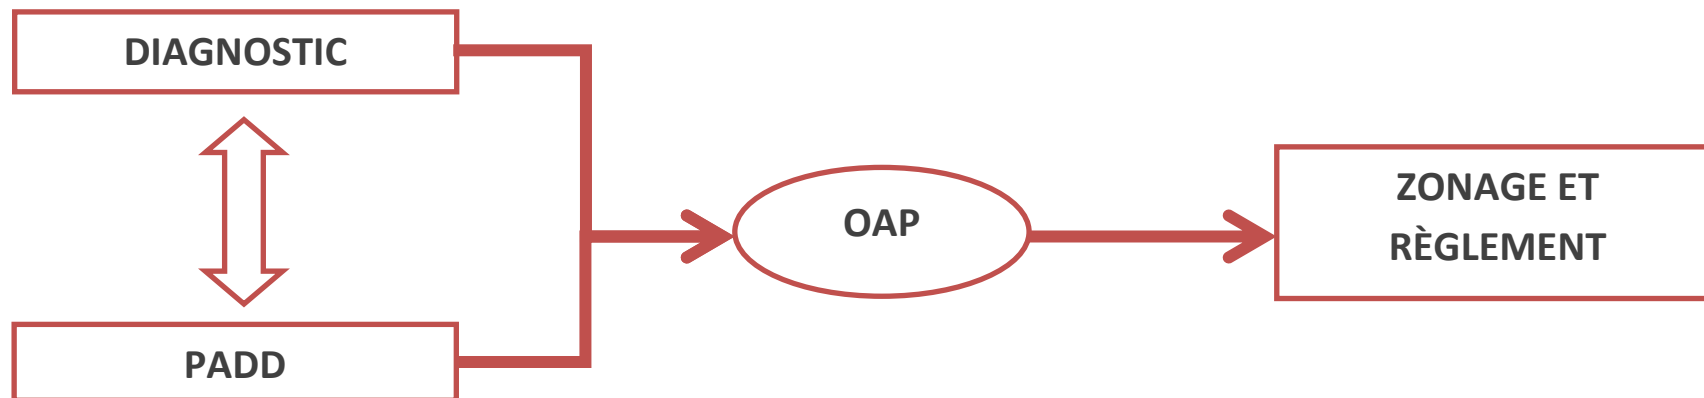 DIAGNOSTIC
PADD
OAP
ZONAGE ET
RÈGLEMENT